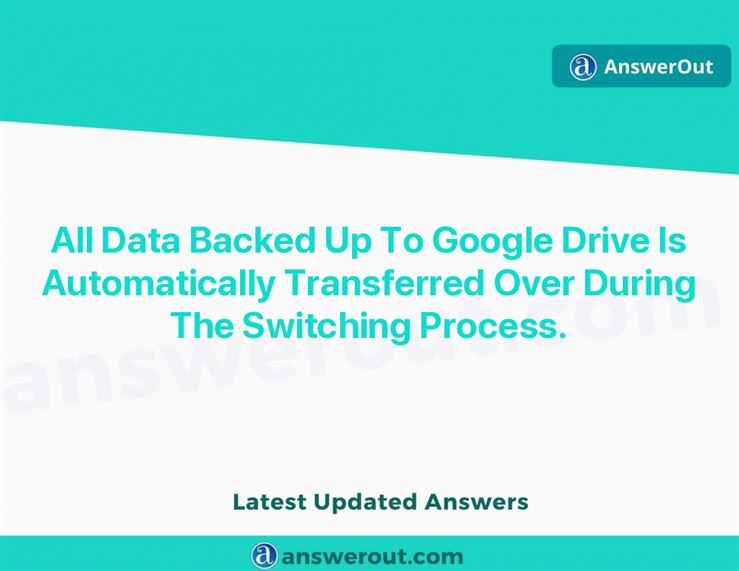 AnswerOut
All Data Backed Up To Google Drive Is
Automatically Transferred Over During
The Switching Process.
answerout.com
Latest Updated Answers
answerout.com